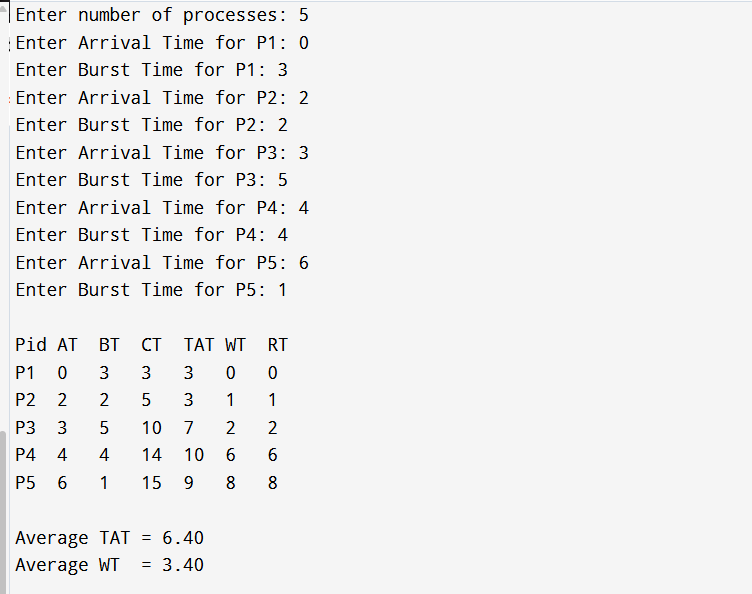 Enter number of processes: 5
Enter Arrival Time for P1: 0
Enter Burst Time for P1: 3
Enter Arrival Time for P2: 2
Enter Burst Time for P2: 2
Enter Arrival Time for P3: 3
Enter Burst Time for P3: 5
Enter Arrival Time for P4: 4
Enter Burst Time for P4: 4
Enter Arrival Time for P5: 6
Enter Burst Time for P5: 1

Pid AT  BT  CT  TAT WT  RT
P1  0   3   3   3   0   0
P2  2   2   5   3   1   1
P3  3   5   10  7   2   2
P4  4   4   14  10  6   6
P5  6   1   15  9   8   8

Average TAT = 6.40
Average WT  = 3.40